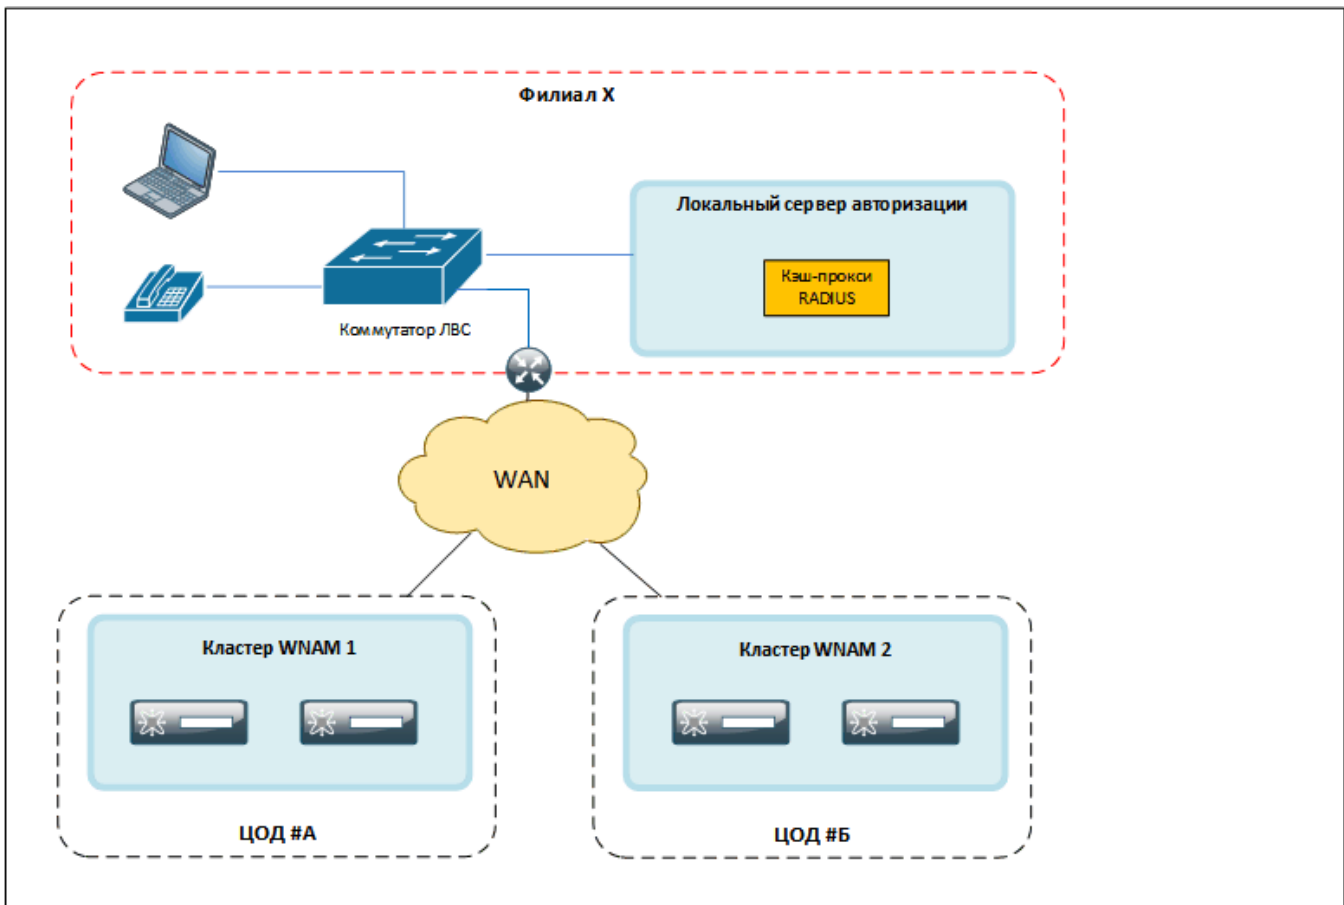 Филиал X
Локальный сервер авторизации
Кэш-прокси
RADIUS
Коммутатор ЛВС
WAN
Кластер WNAM 1
Кластер WNAM 2
ЦОД #А
ЦОД #Б